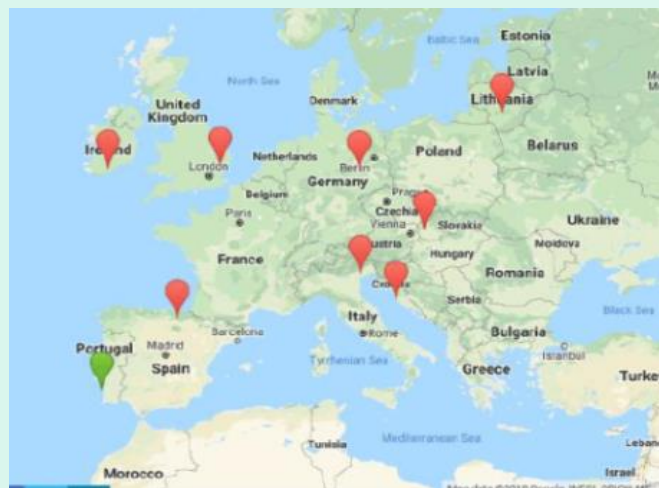 Baltic Sea
Estonia
North Sea
Latvia
Denmark
Lithania
United
Kingdom
Ireland
Belarus
London
Netherlands
Berlin
Poland
Germany
Belgium
Prague
Czechia
Paris
Slovakia
Ukraine
Vienna
Austria
Moldova
Hungary
France
Romania
Croatia
Serbia
Italy
Black Sea
Portugal
Barcelona
Rome
Bulgaria
Madrid
Istanbul
Spain
Tyrrhenian Sea
Greece
Turke
Tunisia
Mediterranean Sea
Leban
Israel
Morocco